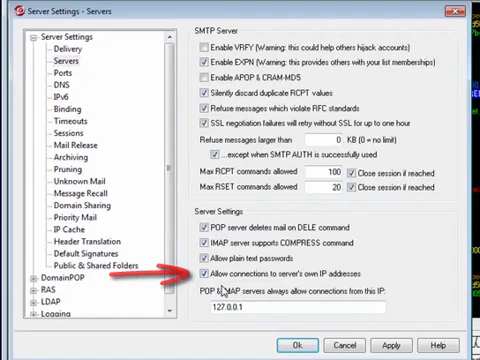 Server Settings - Servers
Server Settings
Delivery
Servers
Ports
DNS
IPv6
Binding
Timeouts
Sessions
Mail Release
Archiving
Pruning
Unknown Mail
Message Recall
Domain Sharing
Priority Mail
IP Cache
Header Translation
Default Signatures
Public & Shared Folders
DomainPOP
RAS
LDAP
Logging
SMTP Server
Enable VRFY (Warning: this could help others hijack accounts)
Enable EXPN (Warning: this provides others with your list memberships)
Enable APOP & CRAM-MD5
Silently discard duplicate RCPT values
Refuse messages which violate RFC standards
SSL negotiation failures will retry without SSL for up to one hour
Refuse messages larger than 0 KB (0 = no limit)
...except when SMTP AUTH is successfully used
Max RCPT commands allowed 100 Close session if reached
Max RSET commands allowed 20 Close session if reached
Server Settings
POP server deletes mail on DELE command
IMAP server supports COMPRESS command
Allow plain text passwords
Allow connections to server's own IP addresses
POP & IMAP servers always allow connections from this IP:
127.0.0.1
Ok Cancel Apply Help